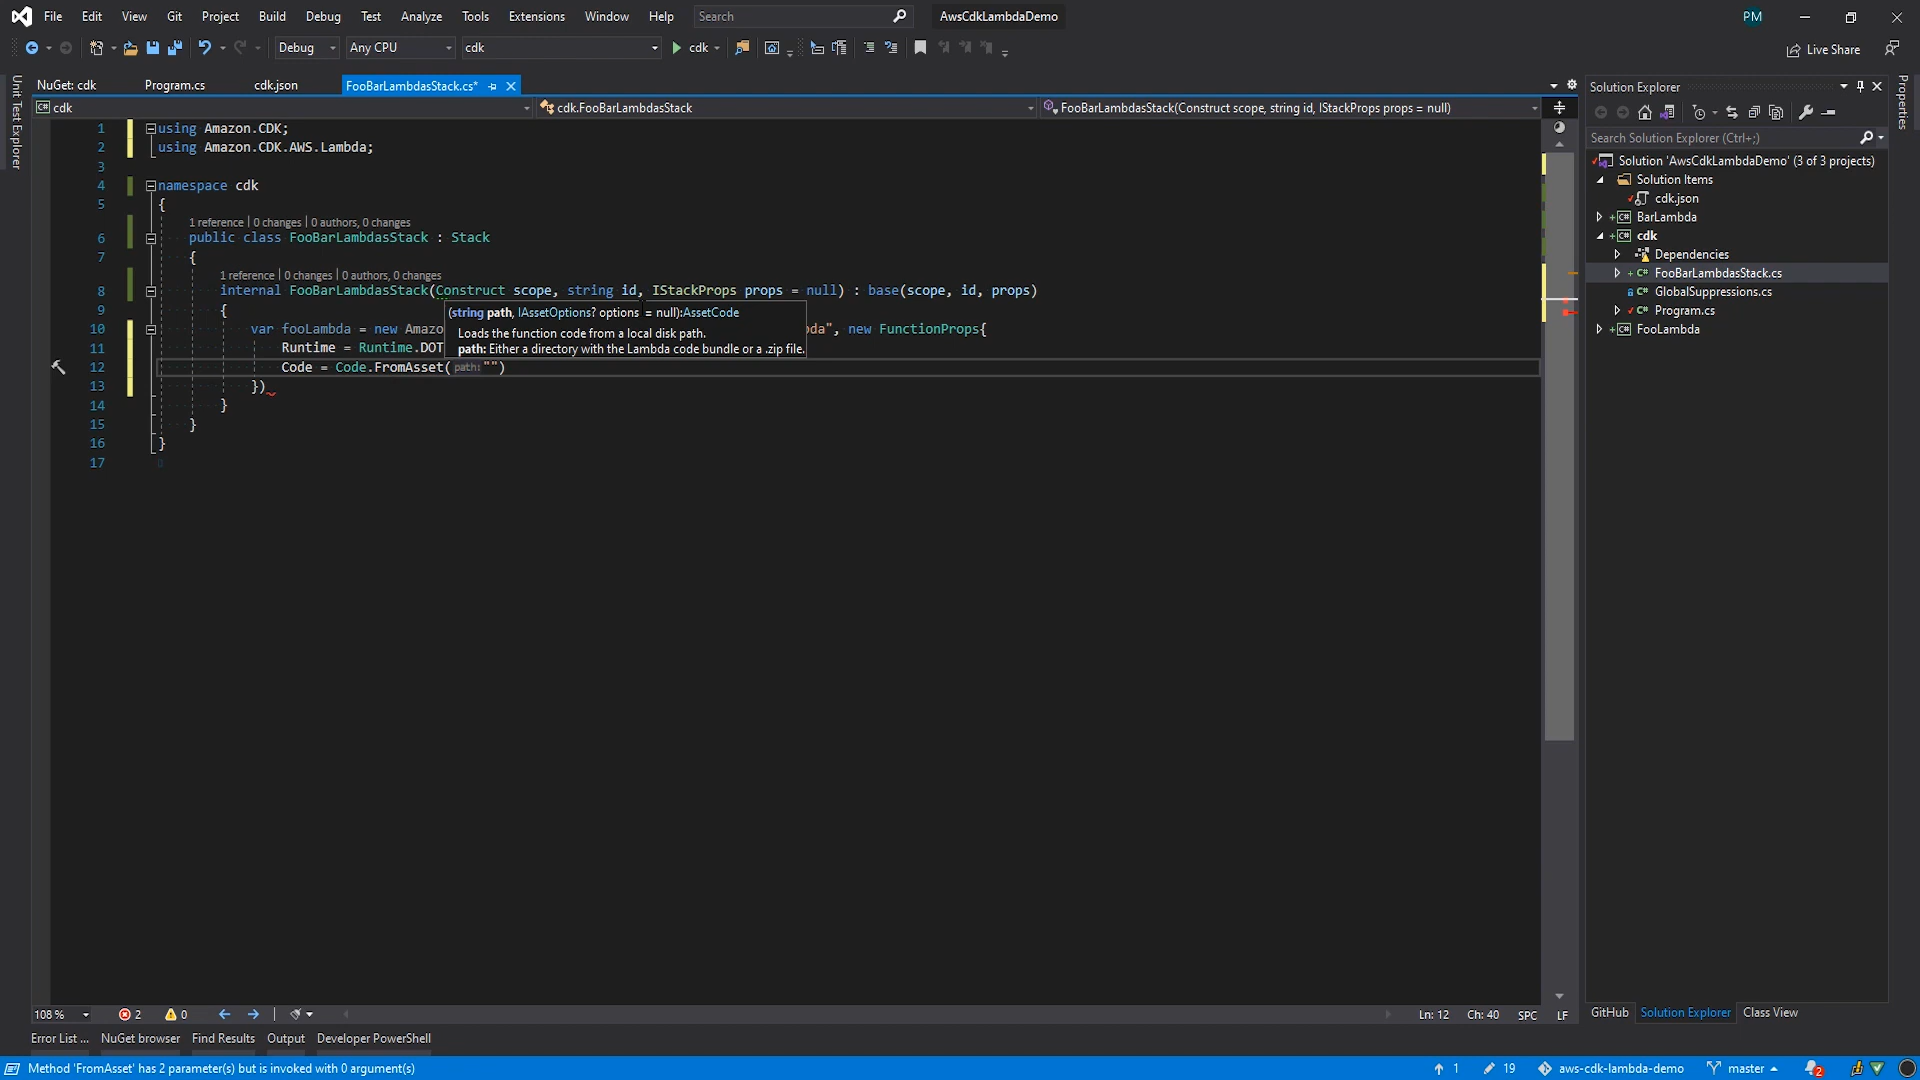 File Edit View Git Project Build Debug Test Analyze Tools Extensions Window Help Search AwsCdkLambdaDemo PM
Debug Any CPU cdk cdk Live Share
NuGet: cdk Program.cs cdk.json FooBarLambdasStack.cs*
cdk cdk.FooBarLambdasStack FooBarLambdasStack(Construct scope, string id, IStackProps props = null)
Unit Test Explorer
1 using Amazon.CDK;
2 using Amazon.CDK.AWS.Lambda;
3
4 namespace cdk
5 {
1 reference | 0 changes | 0 authors, 0 changes
6 public class FooBarLambdasStack : Stack
7 {
1 reference | 0 changes | 0 authors, 0 changes
8 internal FooBarLambdasStack(Construct scope, string id, IStackProps props = null) : base(scope, id, props)
9 {
(string path, IAssetOptions? options = null):AssetCode
10 var fooLambda = new Amazo da", new FunctionProps{
Loads the function code from a local disk path.
11 Runtime = Runtime.DOT
path: Either a directory with the Lambda code bundle or a .zip file.
12 Code = Code.FromAsset(path: "")
13 })
14 }
15 }
16 }
17
Solution Explorer
Search Solution Explorer (Ctrl+;)
Solution 'AwsCdkLambdaDemo' (3 of 3 projects)
Solution Items
cdk.json
BarLambda
cdk
Dependencies
FooBarLambdasStack.cs
GlobalSuppressions.cs
Program.cs
FooLambda
Properties
GitHub Solution Explorer Class View
108 % 2 0 Ln: 12 Ch: 40 SPC LF
Error List ... NuGet browser Find Results Output Developer PowerShell
Method 'FromAsset' has 2 parameter(s) but is invoked with 0 argument(s) 1 19 aws-cdk-lambda-demo master 2